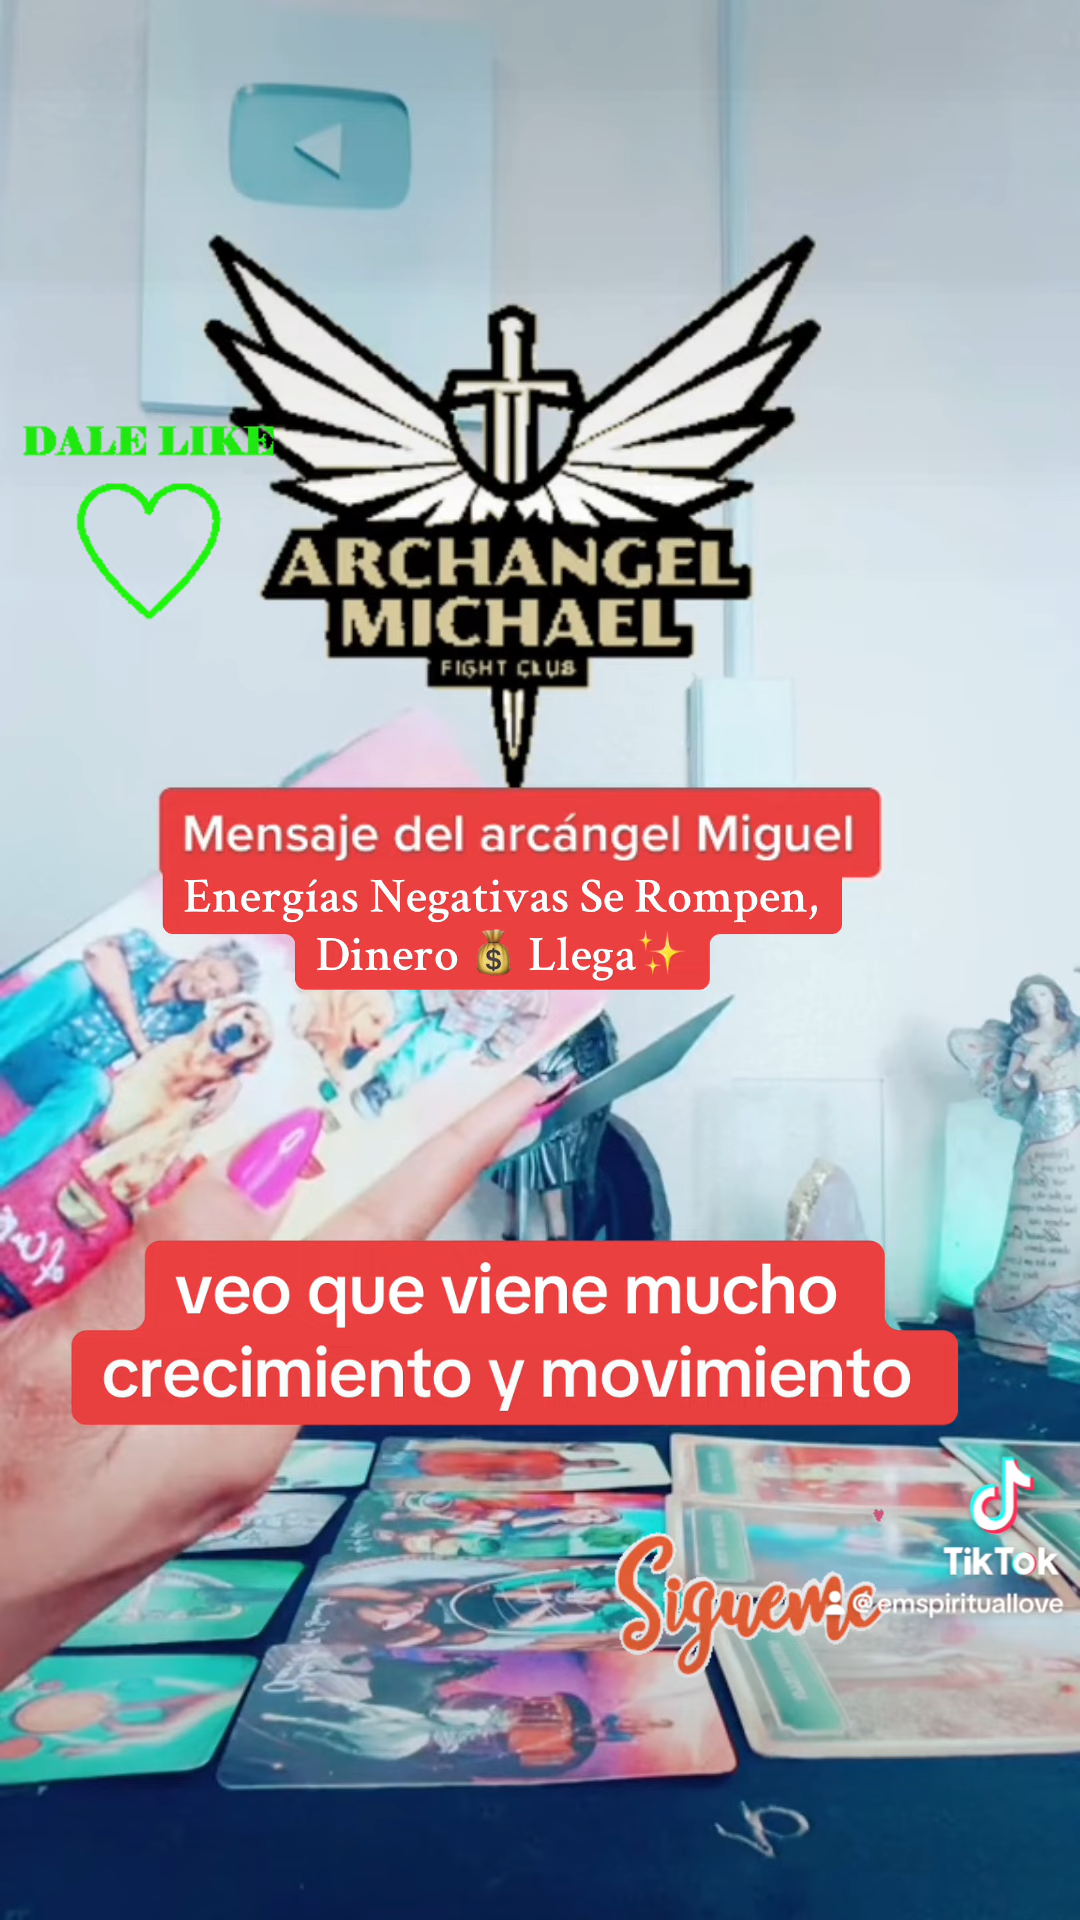 DALE LIKE
ARCHANGEL
MICHAEL
FIGHT CLUB
Mensaje del arcángel Miguel
Energías Negativas Se Rompen,
Dinero 💰 Llega✨
veo que viene mucho
crecimiento y movimiento
Sigueme
TikTok
@emspirituallove